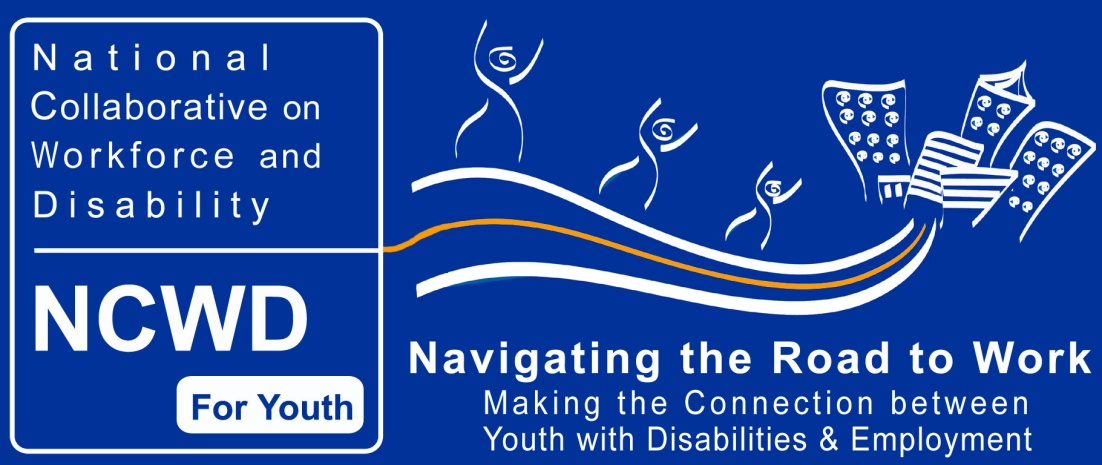 National
Collaborative on
Workforce and
Disability
NCWD
For Youth
Navigating the Road to Work
Making the Connection between
Youth with Disabilities & Employment